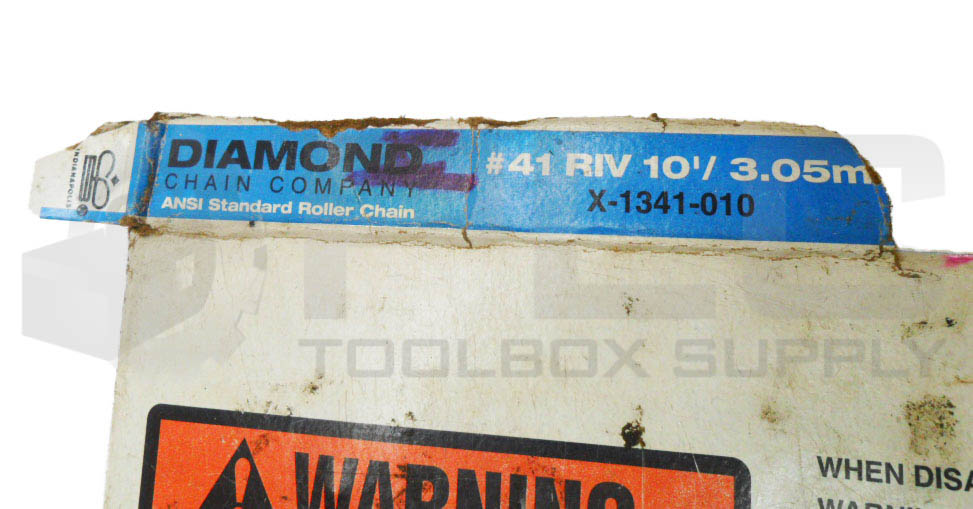 INDIANAPOLIS
DIAMOND
CHAIN COMPANY
ANSI Standard Roller Chain
#41 RIV 10'/ 3.05m
X-1341-010
TOOLBOX SUPPLY
WARNING
WHEN DISA